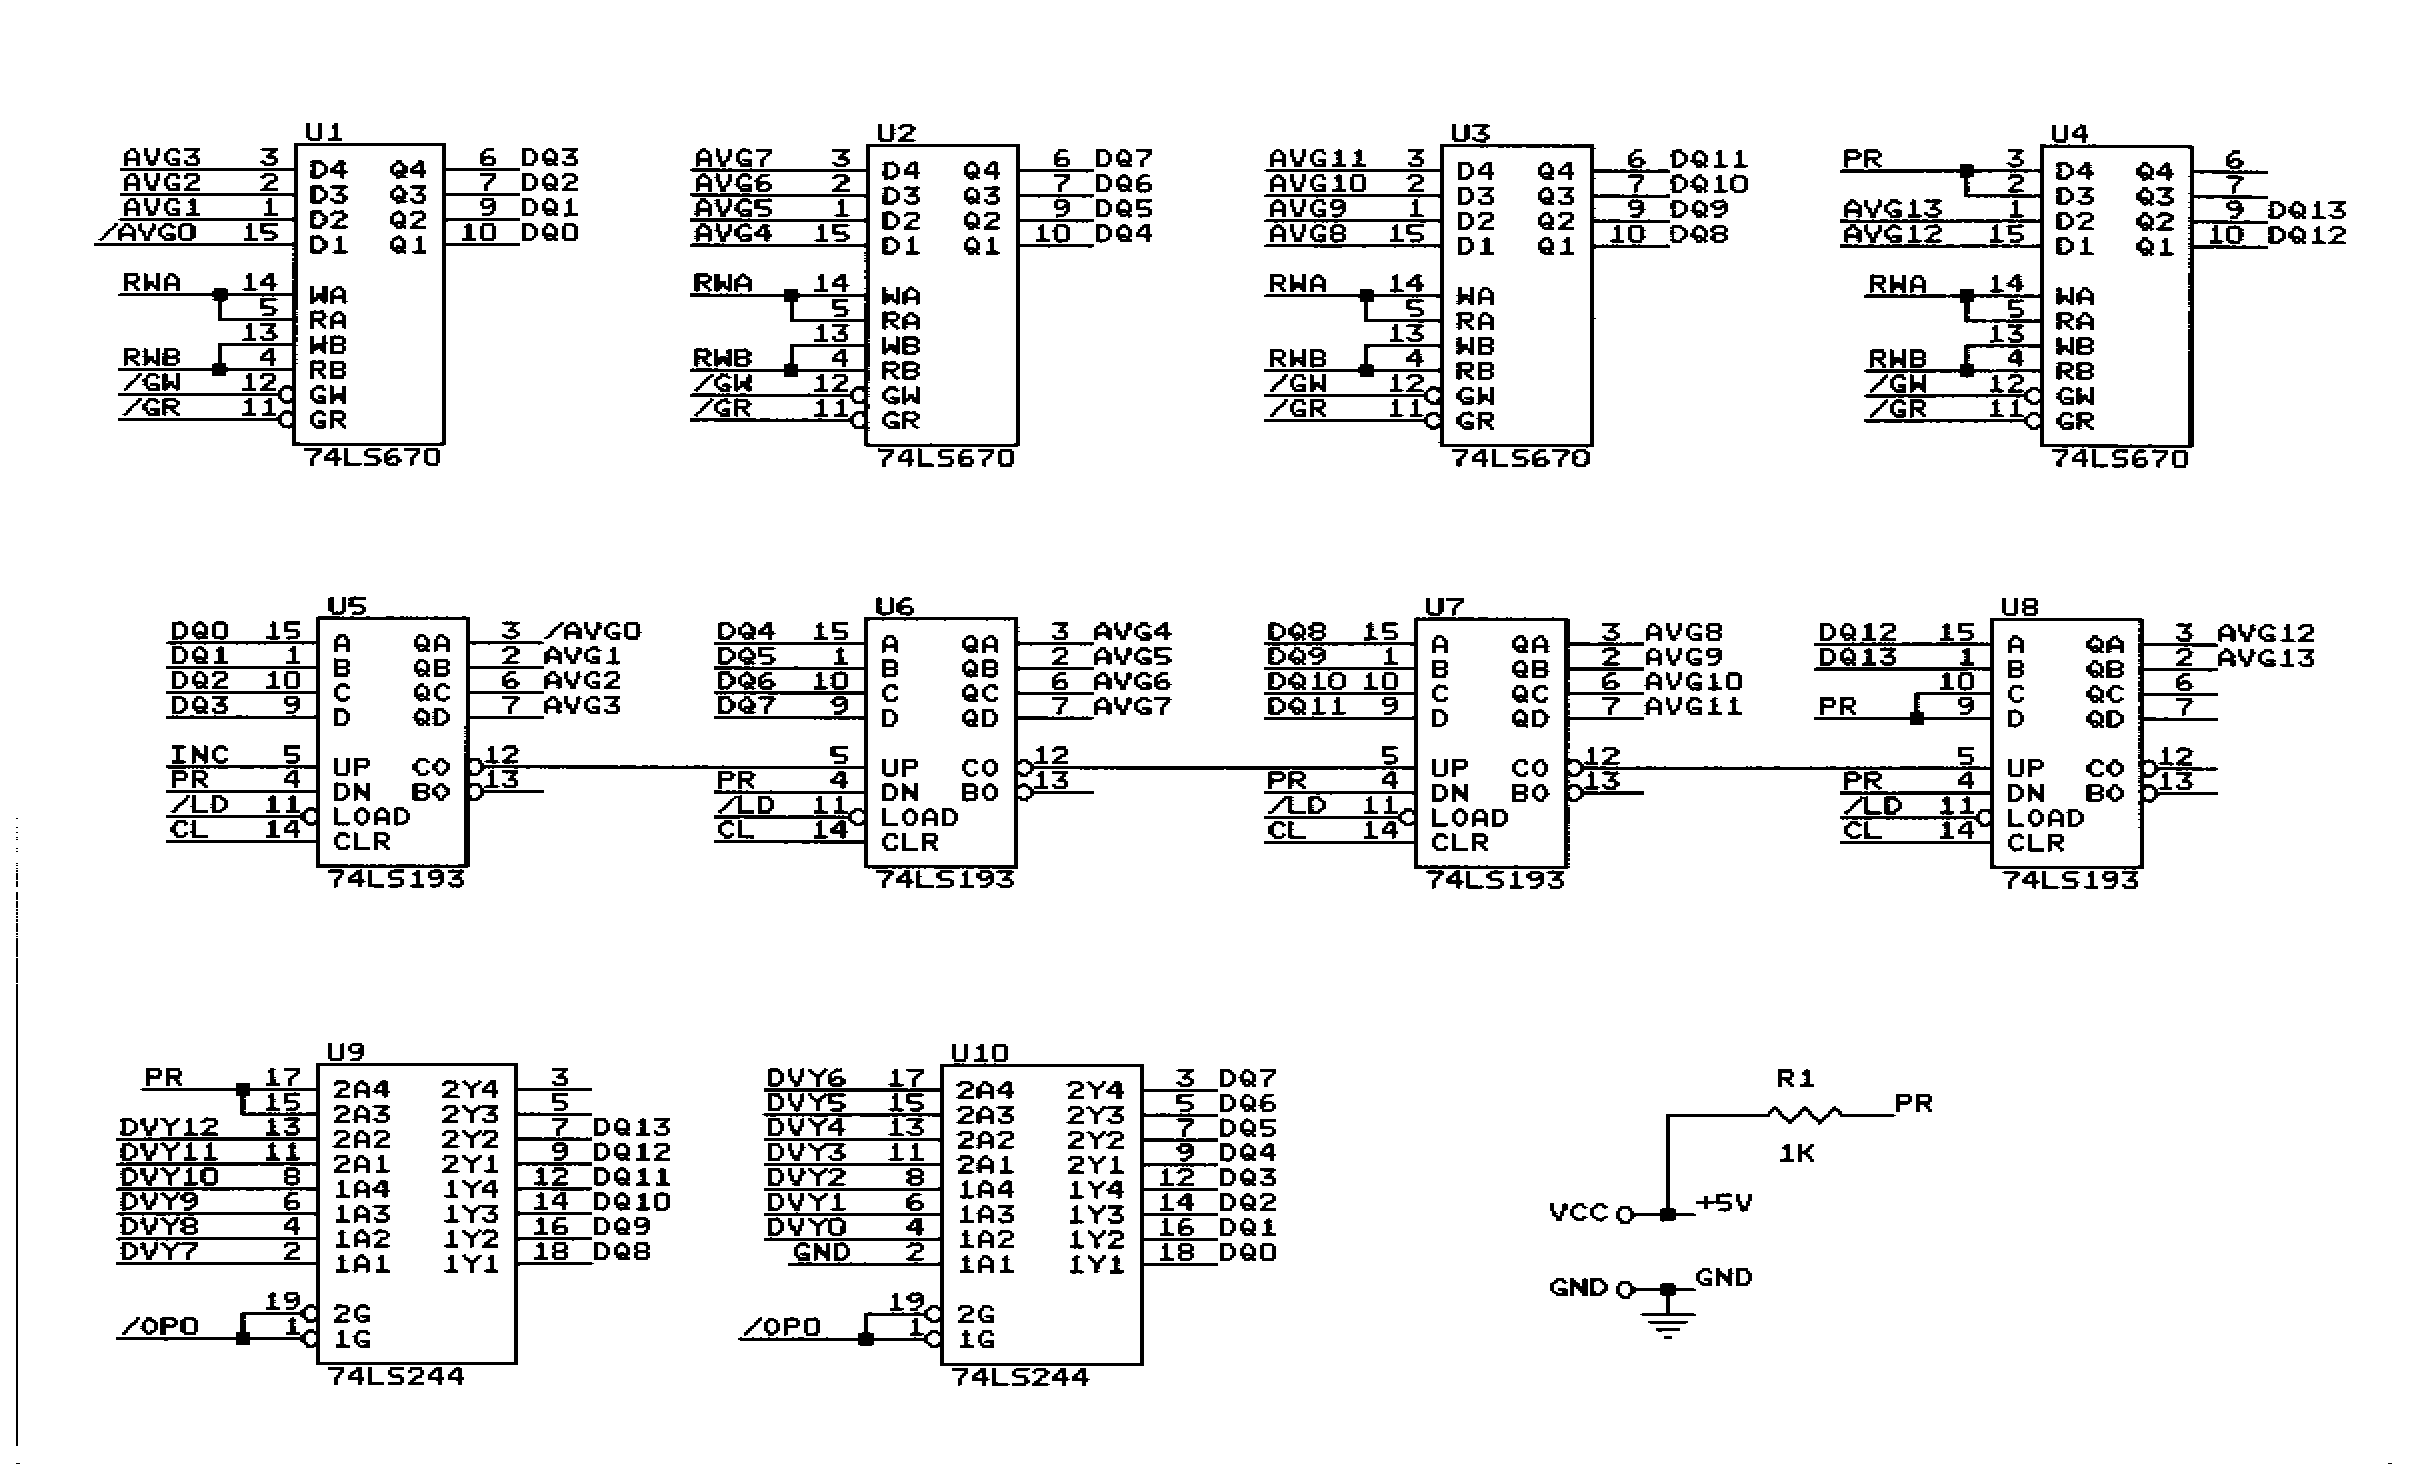 U1 U2 U3 U4
AVG3 3 D4 Q4 6 DQ3 AVG7 3 D4 Q4 6 DQ7 AVG11 3 D4 Q4 6 DQ11 PR 3 D4 Q4 6
AVG2 2 D3 Q3 7 DQ2 AVG6 2 D3 Q3 7 DQ6 AVG10 2 D3 Q3 7 DQ10 2 D3 Q3 7
AVG1 1 D2 Q2 9 DQ1 AVG5 1 D2 Q2 9 DQ5 AVG9 1 D2 Q2 9 DQ9 AVG13 1 D2 Q2 9 DQ13
/AVG0 15 D1 Q1 10 DQ0 AVG4 15 D1 Q1 10 DQ4 AVG8 15 D1 Q1 10 DQ8 AVG12 15 D1 Q1 10 DQ12
RWA 14 WA RWA 14 WA RWA 14 WA RWA 14 WA
5 RA 5 RA 5 RA 5 RA
13 WB 13 WB 13 WB 13 WB
RWB 4 RB RWB 4 RB RWB 4 RB RWB 4 RB
/GW 12 GW /GW 12 GW /GW 12 GW /GW 12 GW
/GR 11 GR /GR 11 GR /GR 11 GR /GR 11 GR
74LS670 74LS670 74LS670 74LS670
U5 U6 U7 U8
DQ0 15 A QA 3 /AVG0 DQ4 15 A QA 3 AVG4 DQ8 15 A QA 3 AVG8 DQ12 15 A QA 3 AVG12
DQ1 1 B QB 2 AVG1 DQ5 1 B QB 2 AVG5 DQ9 1 B QB 2 AVG9 DQ13 1 B QB 2 AVG13
DQ2 10 C QC 6 AVG2 DQ6 10 C QC 6 AVG6 DQ10 10 C QC 6 AVG10 10 C QC 6
DQ3 9 D QD 7 AVG3 DQ7 9 D QD 7 AVG7 DQ11 9 D QD 7 AVG11 PR 9 D QD 7
INC 5 UP CO 12 5 UP CO 12 5 UP CO 12 5 UP CO 12
PR 4 DN BO 13 PR 4 DN BO 13 PR 4 DN BO 13 PR 4 DN BO 13
/LD 11 LOAD /LD 11 LOAD /LD 11 LOAD /LD 11 LOAD
CL 14 CLR CL 14 CLR CL 14 CLR CL 14 CLR
74LS193 74LS193 74LS193 74LS193
U9 U10
PR 17 2A4 2Y4 3 DVY6 17 2A4 2Y4 3 DQ7 R1
15 2A3 2Y3 5 DVY5 15 2A3 2Y3 5 DQ6 PR
DVY12 13 2A2 2Y2 7 DQ13 DVY4 13 2A2 2Y2 7 DQ5
DVY11 11 2A1 2Y1 9 DQ12 DVY3 11 2A1 2Y1 9 DQ4 1K
DVY10 8 1A4 1Y4 12 DQ11 DVY2 8 1A4 1Y4 12 DQ3
DVY9 6 1A3 1Y3 14 DQ10 DVY1 6 1A3 1Y3 14 DQ2 VCC +5V
DVY8 4 1A2 1Y2 16 DQ9 DVY0 4 1A2 1Y2 16 DQ1
DVY7 2 1A1 1Y1 18 DQ8 GND 2 1A1 1Y1 18 DQ0 GND GND
19 2G 19 2G
/OPO 1 1G /OPO 1 1G
74LS244 74LS244